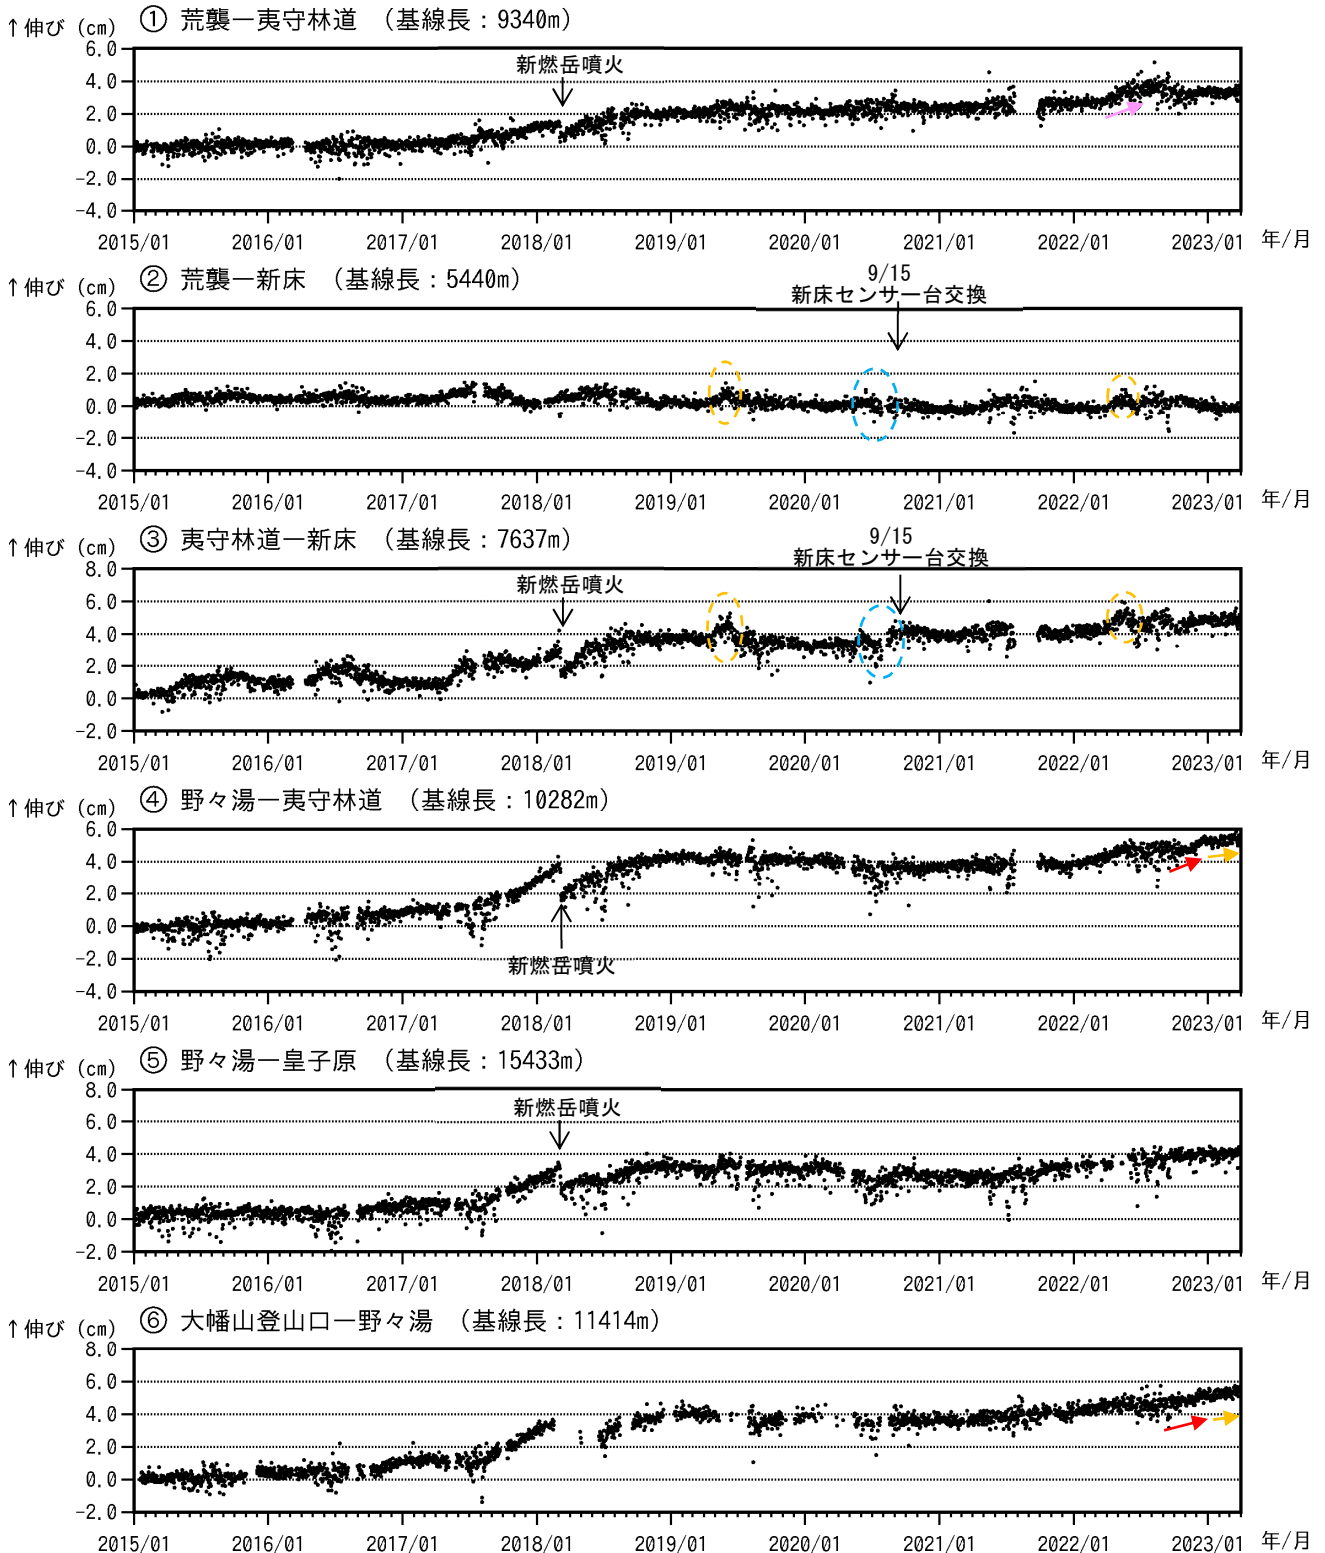 ① 荒襲ー夷守林道 (基線長:9340m)
↑伸び(cm)
新燃岳噴火
6.0
4.0
2.0
0.0
-2.0
-4.0
2015/01 2016/01 2017/01 2018/01 2019/01 2020/01 2021/01 2022/01 2023/01 年/月
② 荒襲ー新床 (基線長:5440m)
↑伸び(cm)
9/15
新床センサー台交換
6.0
4.0
2.0
0.0
-2.0
-4.0
2015/01 2016/01 2017/01 2018/01 2019/01 2020/01 2021/01 2022/01 2023/01 年/月
③ 夷守林道ー新床 (基線長:7637m)
↑伸び(cm)
9/15
新床センサー台交換
新燃岳噴火
8.0
6.0
4.0
2.0
0.0
-2.0
2015/01 2016/01 2017/01 2018/01 2019/01 2020/01 2021/01 2022/01 2023/01 年/月
④ 野々湯ー夷守林道 (基線長:10282m)
↑伸び(cm)
6.0
4.0
2.0
0.0
-2.0
新燃岳噴火
-4.0
2015/01 2016/01 2017/01 2018/01 2019/01 2020/01 2021/01 2022/01 2023/01 年/月
⑤ 野々湯ー皇子原 (基線長:15433m)
↑伸び(cm)
新燃岳噴火
8.0
6.0
4.0
2.0
0.0
-2.0
2015/01 2016/01 2017/01 2018/01 2019/01 2020/01 2021/01 2022/01 2023/01 年/月
⑥ 大幡山登山口ー野々湯 (基線長:11414m)
↑伸び(cm)
8.0
6.0
4.0
2.0
0.0
-2.0
2015/01 2016/01 2017/01 2018/01 2019/01 2020/01 2021/01 2022/01 2023/01 年/月